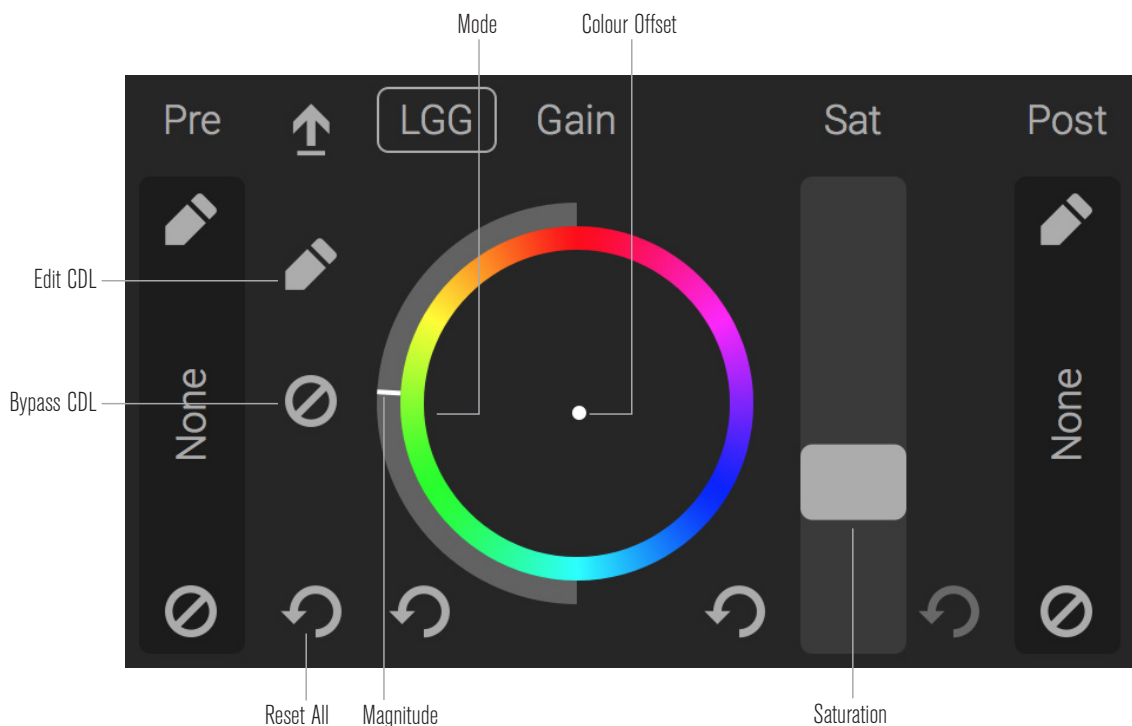 Mode Colour Offset
Pre LGG Gain Sat Post
Edit CDL
Bypass CDL
None None
Reset All Magnitude Saturation